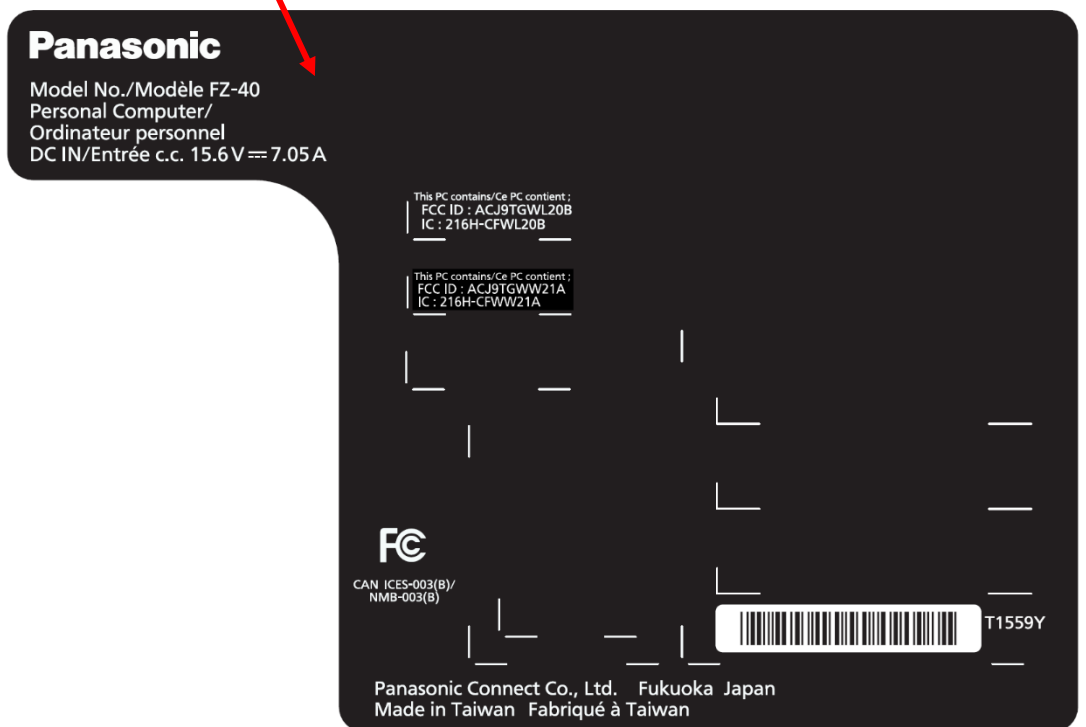 Panasonic
Model No./Modèle FZ-40
Personal Computer/
Ordinateur personnel
DC IN/Entrée c.c. 15.6 V ⎓ 7.05 A
This PC contains/Ce PC contient ;
FCC ID : ACJ9TGWL20B
IC : 216H-CFWL20B
This PC contains/Ce PC contient ;
FCC ID : ACJ9TGWW21A
IC : 216H-CFWW21A
FC
CAN ICES-003(B)/
NMB-003(B)
T1559Y
Panasonic Connect Co., Ltd. Fukuoka Japan
Made in Taiwan Fabriqué à Taiwan